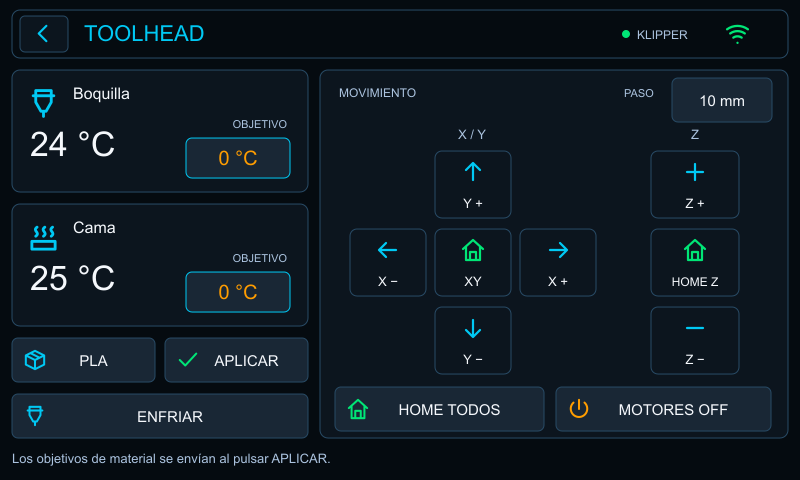 TOOLHEAD
KLIPPER
Boquilla
24 °C
OBJETIVO
0 °C
Cama
25 °C
OBJETIVO
0 °C
PLA
APLICAR
ENFRIAR
MOVIMIENTO
PASO
10 mm
X / Y
Z
Y +
Z +
X −
XY
X +
HOME Z
Y −
Z −
HOME TODOS
MOTORES OFF
Los objetivos de material se envían al pulsar APLICAR.